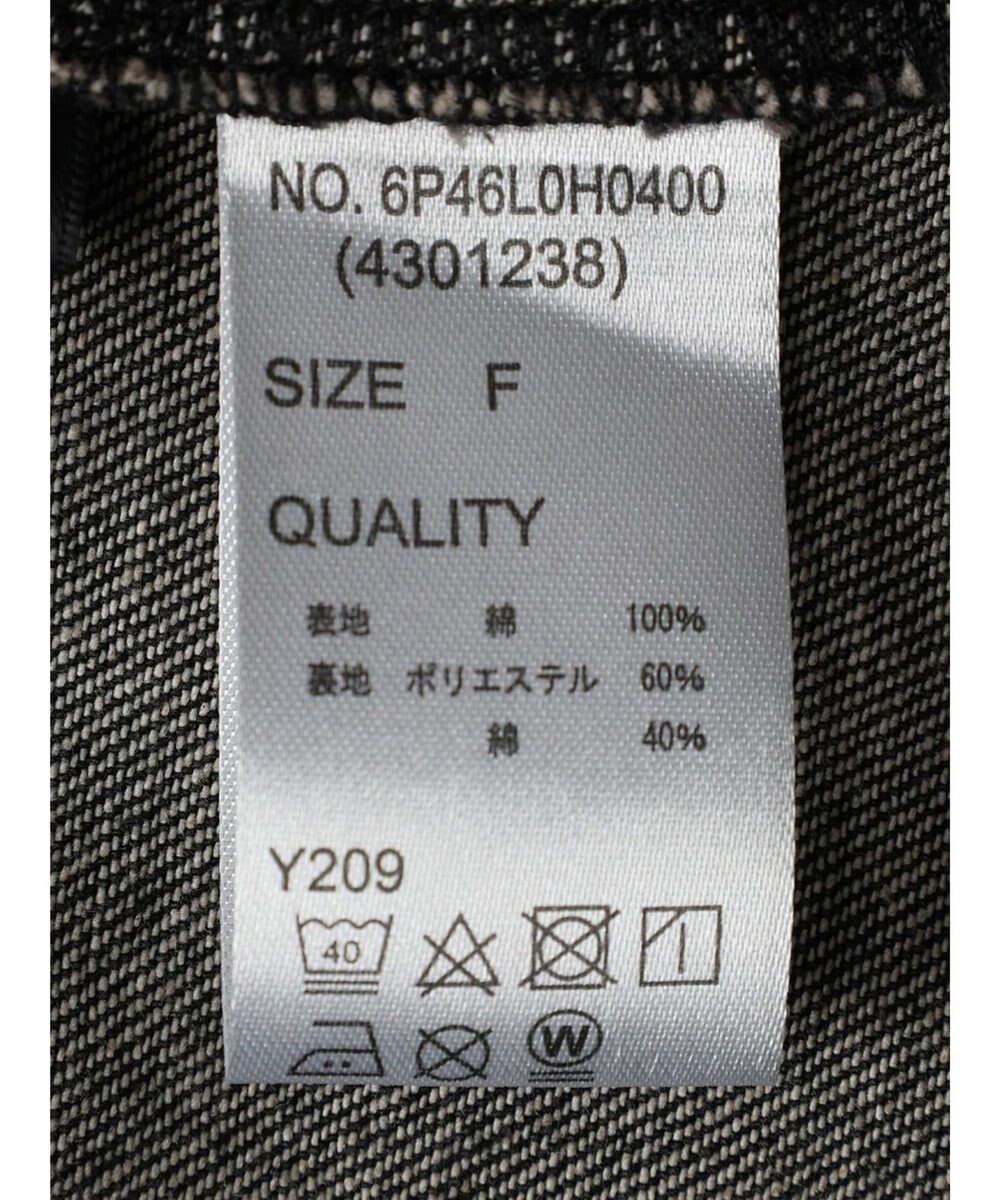 NO. 6P46L0H0400
(4301238)
SIZE F
QUALITY
表地 綿 100%
裏地 ポリエステル 60%
綿 40%
Y209
40
W